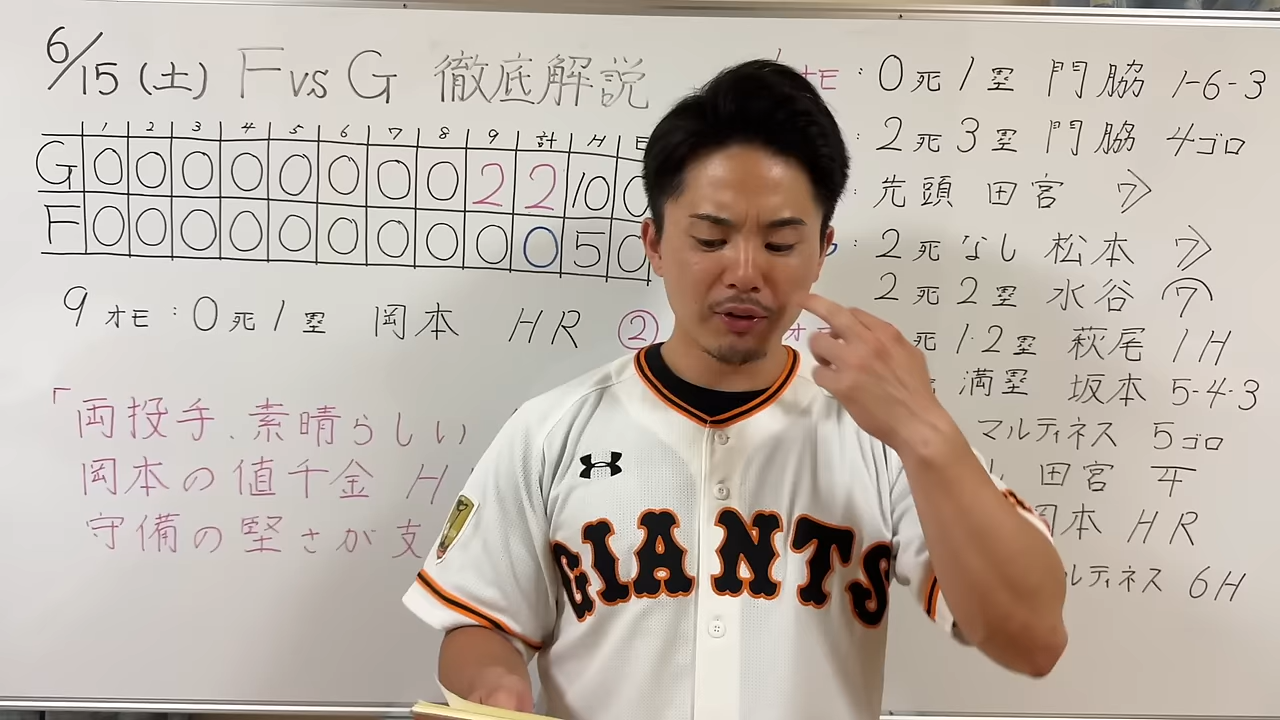 6/15(土) F vs G 徹底解説
1 2 3 4 5 6 7 8 9 計 H E
G 0 0 0 0 0 0 0 0 2 2 10 0
F 0 0 0 0 0 0 0 0 0 0 5 0
9オモ:0死1塁 岡本 HR ②
「両投手、素晴らしい
岡本の値千金 H
守備の堅さが支
オモ:0死1塁 門脇 1-6-3
:2死3塁 門脇 4ゴロ
:先頭 田宮 7>
:2死なし 松本 7>
2死2塁 水谷
死1・2塁 萩尾 1H
満塁 坂本 5-4-3
マルティネス 5ゴロ
田宮
岡本 HR
ルティネス 6H
GIANTS